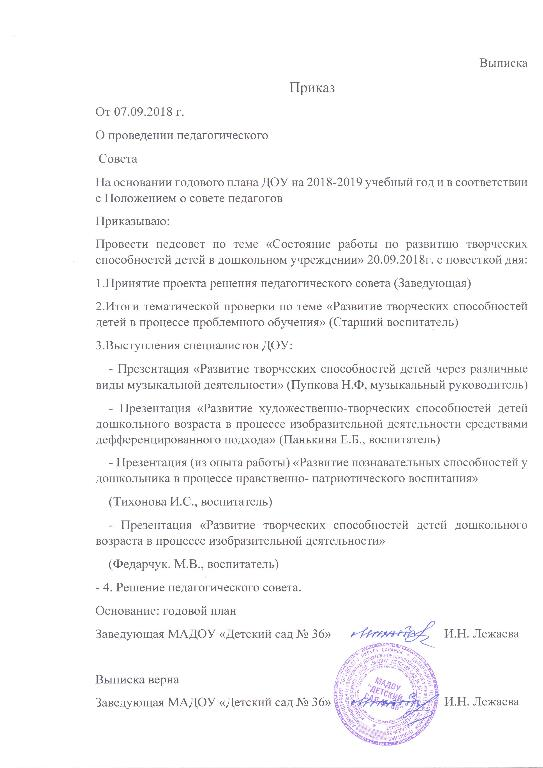 Выписка
Приказ
От 07.09.2018 г.
О проведении педагогического
Совета
На основании годового плана ДОУ на 2018-2019 учебный год и в соответствии
с Положением о совете педагогов
Приказываю:
Провести педсовет по теме «Состояние работы по развитию творческих
способностей детей в дошкольном учреждении» 20.09.2018г. с повесткой дня:
1.Принятие проекта решения педагогического совета (Заведующая)
2.Итоги тематической проверки по теме «Развитие творческих способностей
детей в процессе проблемного обучения» (Старший воспитатель)
3.Выступления специалистов ДОУ:
- Презентация «Развитие творческих способностей детей через различные
виды музыкальной деятельности» (Пупкова Н.Ф, музыкальный руководитель)
- Презентация «Развитие художественно-творческих способностей детей
дошкольного возраста в процессе изобразительной деятельности средствами
дефференцированного подхода» (Панькина Е.Б., воспитатель)
- Презентация (из опыта работы) «Развитие познавательных способностей у
дошкольника в процессе нравственно- патриотического воспитания»
(Тихонова И.С., воспитатель)
- Презентация «Развитие творческих способностей детей дошкольного
возраста в процессе изобразительной деятельности»
(Федарчук. М.В., воспитатель)
- 4. Решение педагогического совета.
Основание: годовой план
Заведующая МАДОУ «Детский сад № 36» И.Н. Лежаева
Выписка верна
Заведующая МАДОУ «Детский сад № 36» И.Н. Лежаева
МАДОУ
"ДЕТСКИЙ